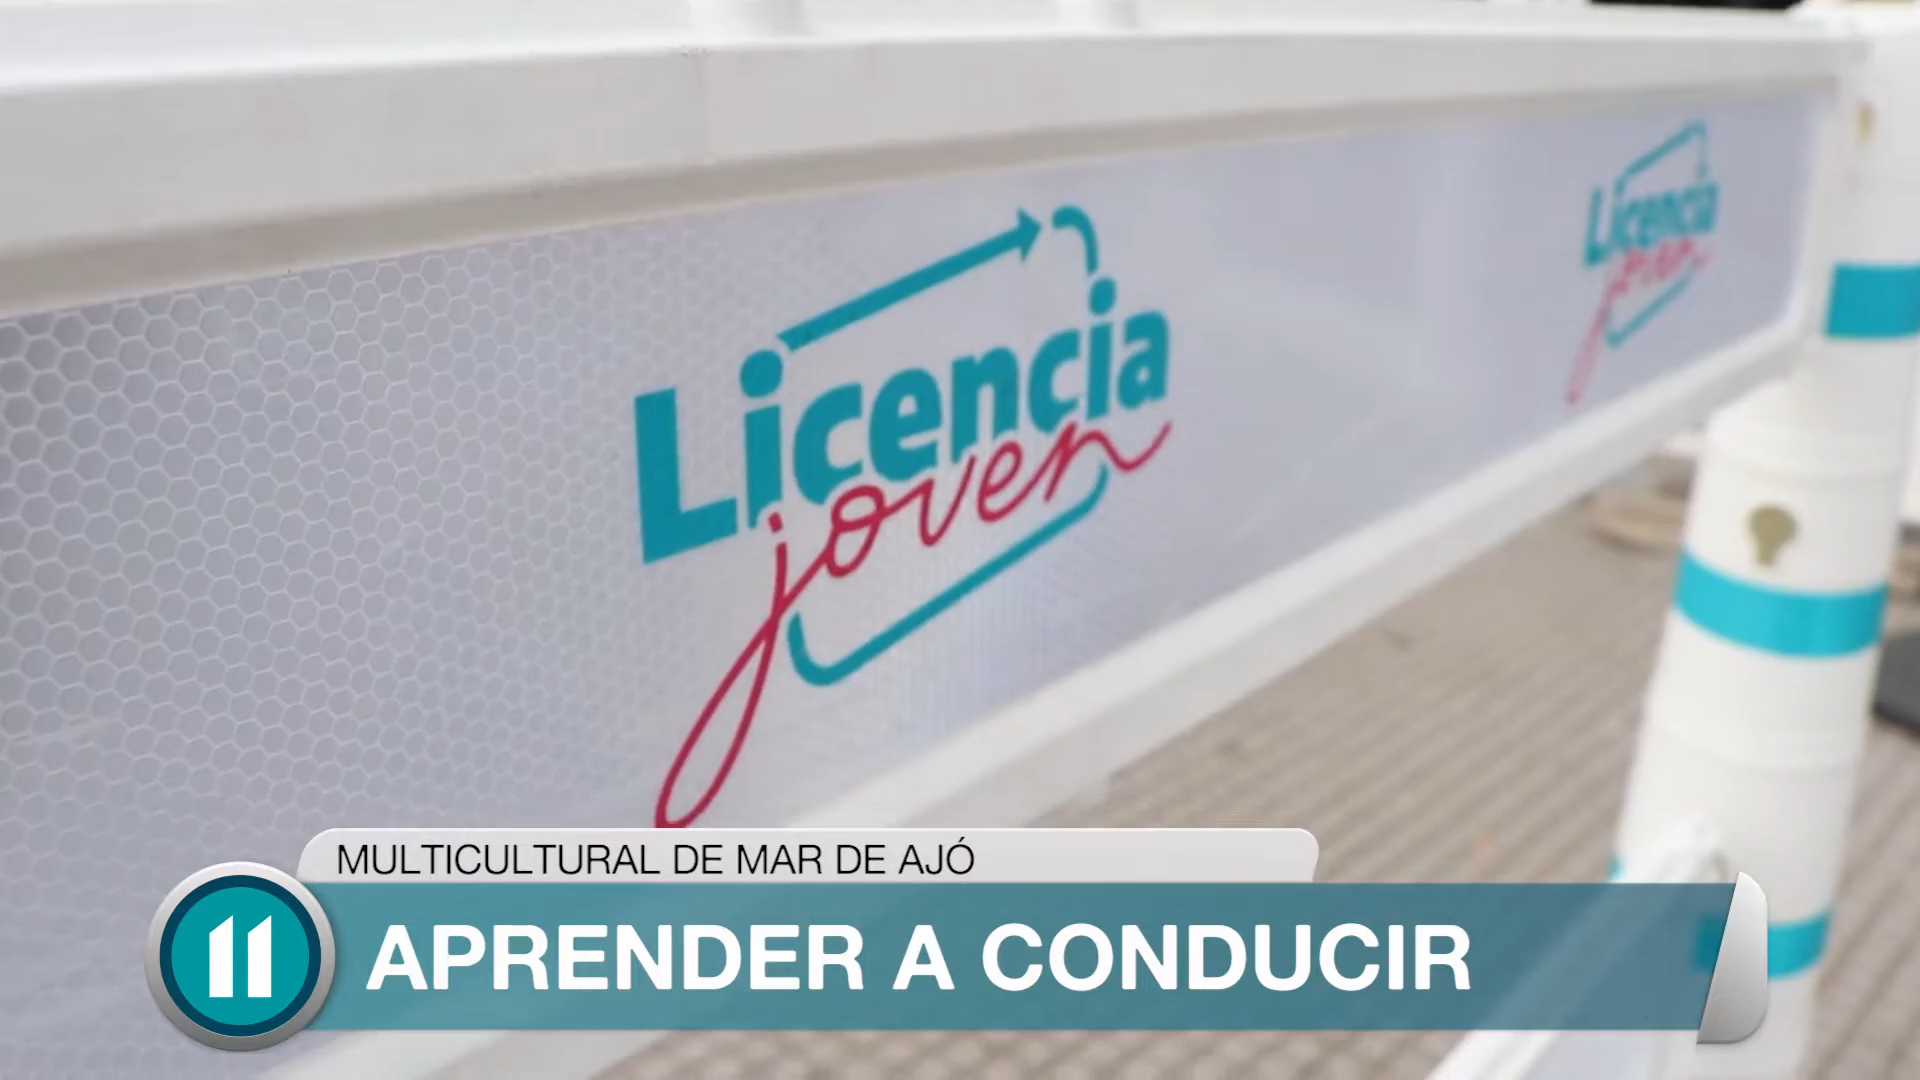 Licencia
joven
Licencia
joven
MULTICULTURAL DE MAR DE AJÓ
11 APRENDER A CONDUCIR